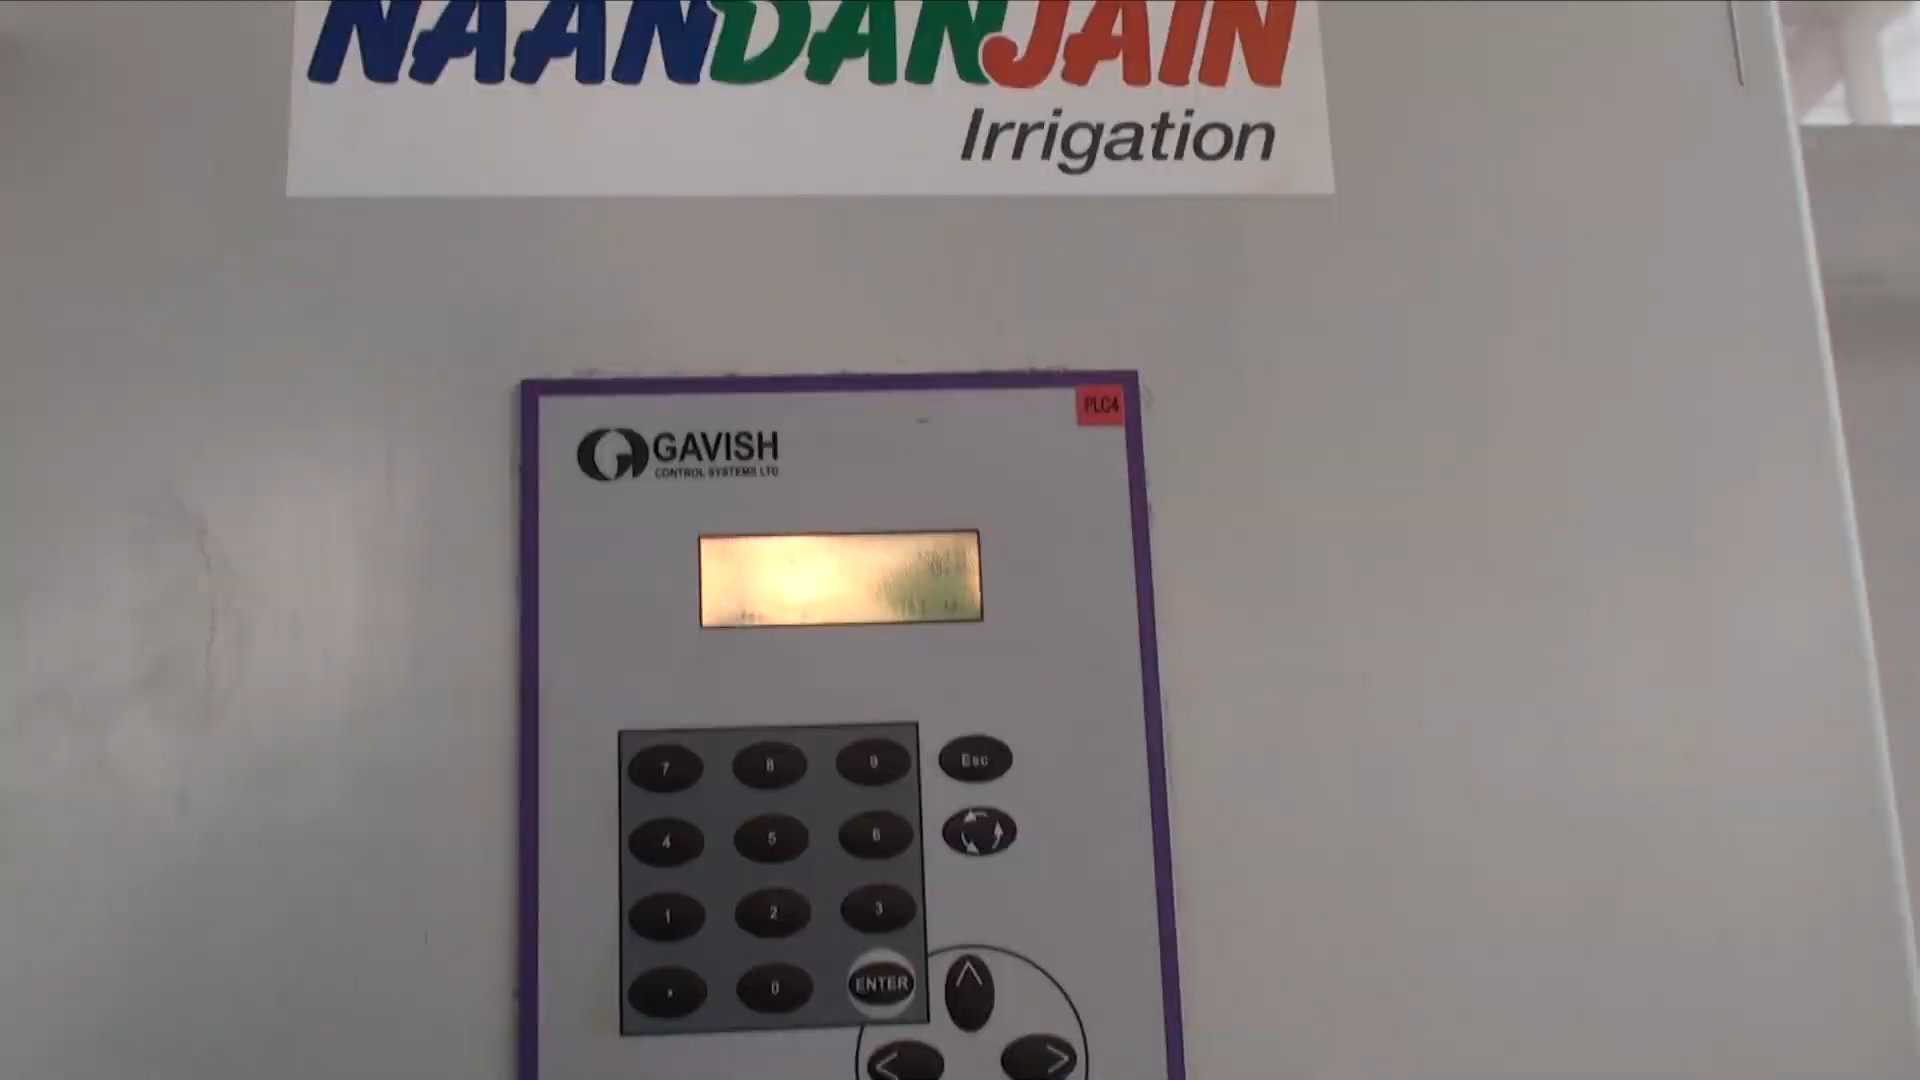 NAANDANJAIN
Irrigation
PLC4
GAVISH
CONTROL SYSTEMS LTD
7 8 9 Esc
4 5 6
1 2 3
. 0 ENTER
^
< >